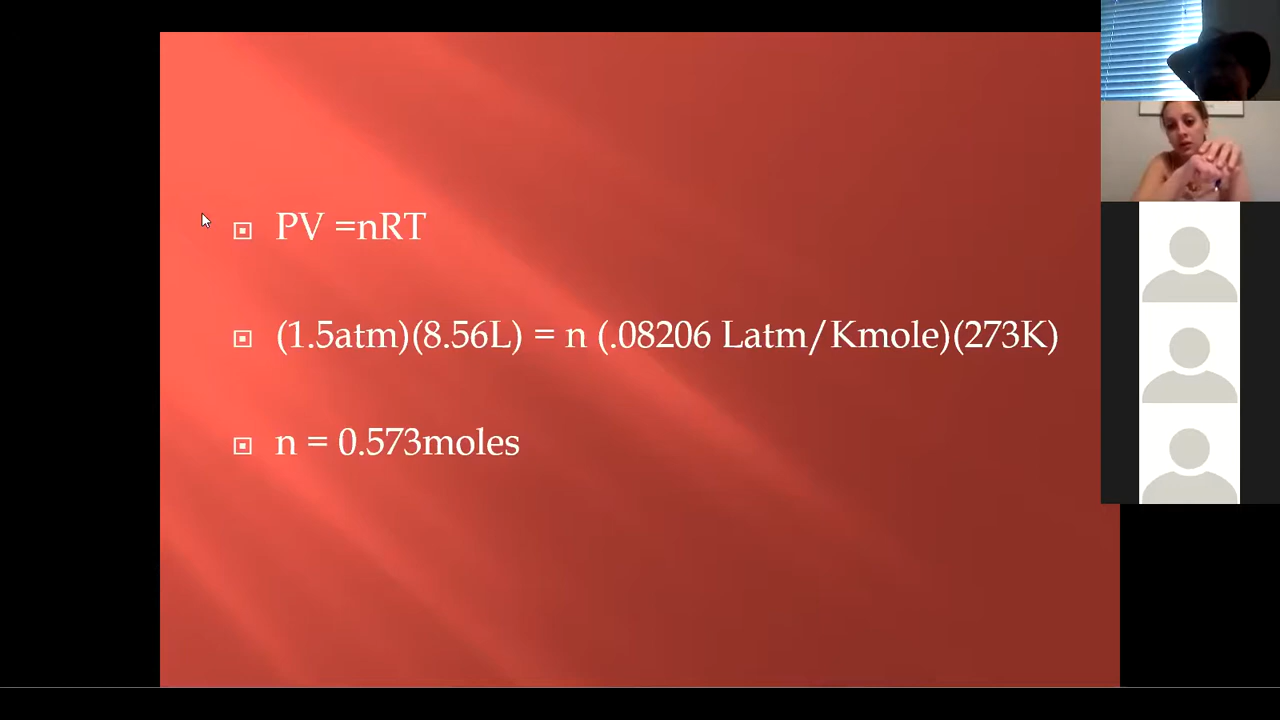 PV =nRT
(1.5atm)(8.56L) = n (.08206 Latm/Kmole)(273K)
n = 0.573moles